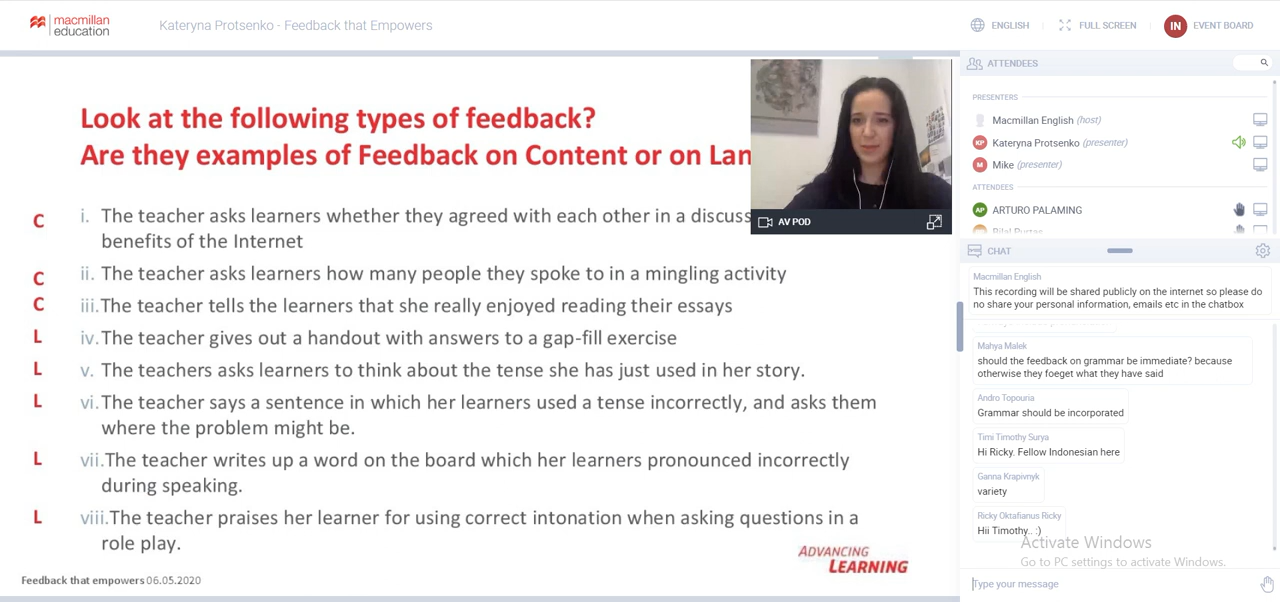 macmillan
education
Kateryna Protsenko - Feedback that Empowers
ENGLISH
FULL SCREEN
IN EVENT BOARD
Look at the following types of feedback?
Are they examples of Feedback on Content or on Lan
C i. The teacher asks learners whether they agreed with each other in a discuss
benefits of the Internet
C ii. The teacher asks learners how many people they spoke to in a mingling activity
C iii.The teacher tells the learners that she really enjoyed reading their essays
L iv. The teacher gives out a handout with answers to a gap-fill exercise
L v. The teachers asks learners to think about the tense she has just used in her story.
L vi.The teacher says a sentence in which her learners used a tense incorrectly, and asks them
where the problem might be.
L vii.The teacher writes up a word on the board which her learners pronounced incorrectly
during speaking.
L viii.The teacher praises her learner for using correct intonation when asking questions in a
role play.
ADVANCING
LEARNING
Feedback that empowers 06.05.2020
AV POD
ATTENDEES
PRESENTERS
Macmillan English (host)
KP Kateryna Protsenko (presenter)
M Mike (presenter)
ATTENDEES
AP ARTURO PALAMING
CHAT
Macmillan English
This recording will be shared publicly on the internet so please do
no share your personal information, emails etc in the chatbox
Mahya Malek
should the feedback on grammar be immediate? because
otherwise they foeget what they have said
Andro Topouria
Grammar should be incorporated
Timi Timothy Surya
Hi Ricky. Fellow Indonesian here
Ganna Krapivnyk
variety
Ricky Oktafianus Ricky
Hii Timothy.. :)
Activate Windows
Go to PC settings to activate Windows.
Type your message